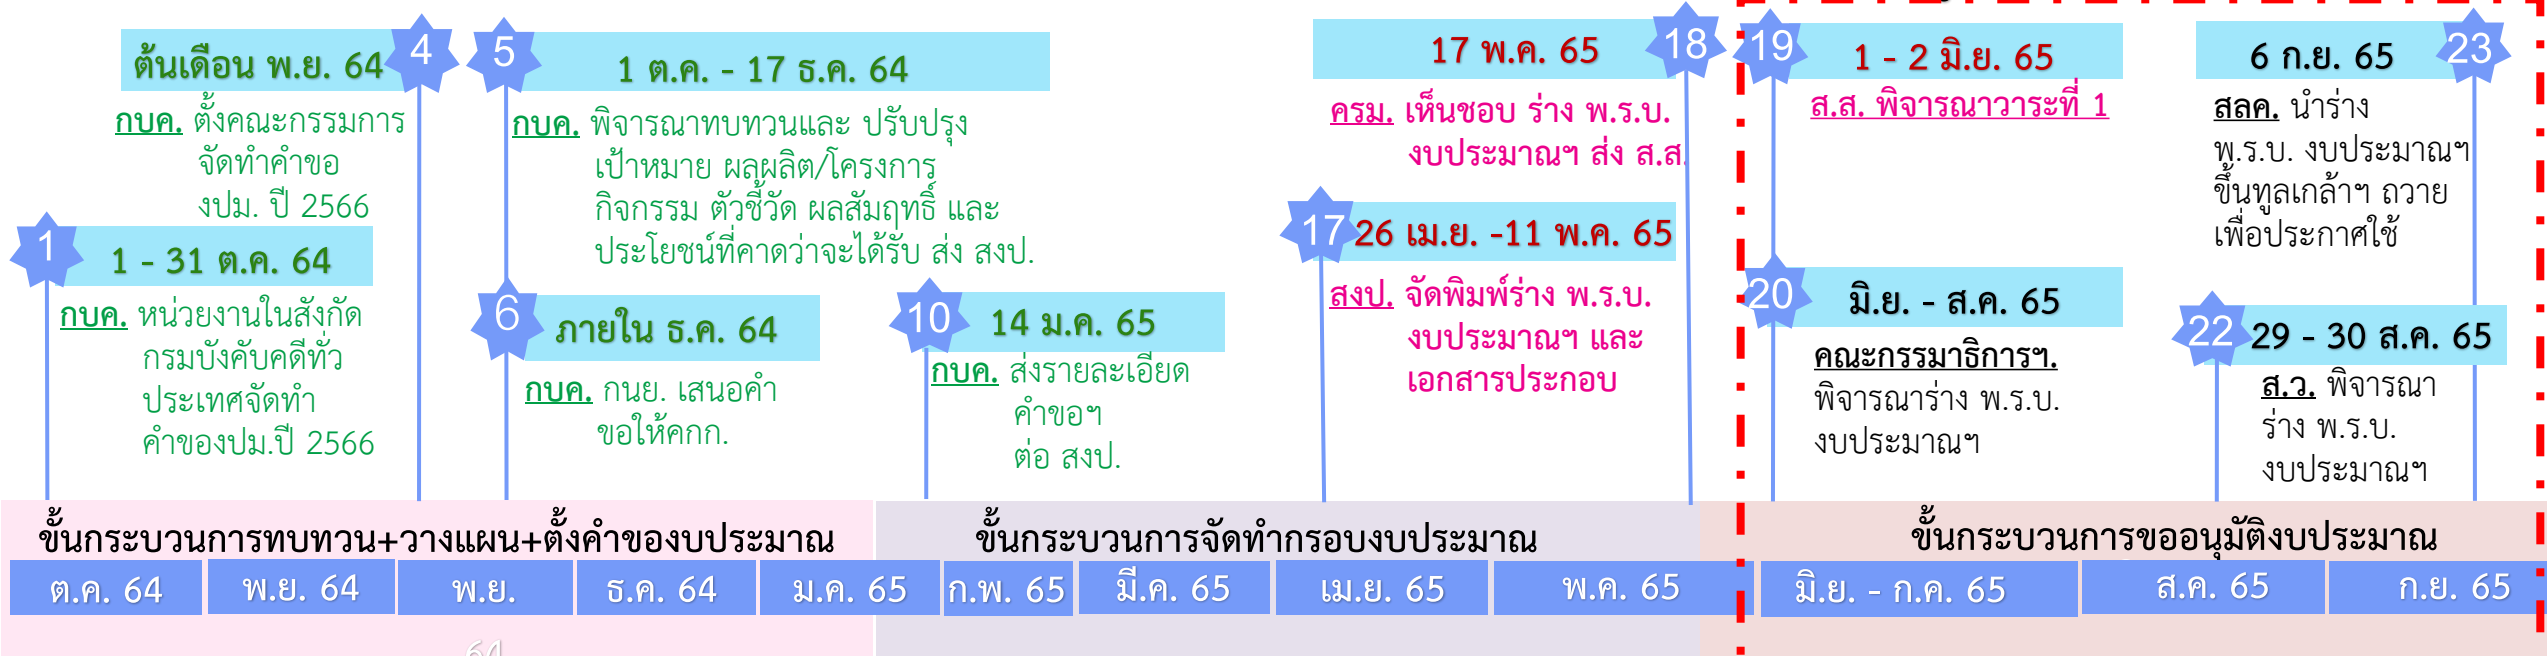 4
ต้นเดือน พ.ย. 64
กบค. ตั้งคณะกรรมการ
จัดทำคำขอ
งปม. ปี 2566
1
1 - 31 ต.ค. 64
กบค. หน่วยงานในสังกัด
กรมบังคับคดีทั่ว
ประเทศจัดทำ
คำของปม.ปี 2566
5
1 ต.ค. - 17 ธ.ค. 64
กบค. พิจารณาทบทวนและ ปรับปรุง
เป้าหมาย ผลผลิต/โครงการ
กิจกรรม ตัวชี้วัด ผลสัมฤทธิ์ และ
ประโยชน์ที่คาดว่าจะได้รับ ส่ง สงป.
6
ภายใน ธ.ค. 64
กบค. กนย. เสนอคำ
ขอให้คกก.
10
14 ม.ค. 65
กบค. ส่งรายละเอียด
คำขอฯ
ต่อ สงป.
18
17 พ.ค. 65
ครม. เห็นชอบ ร่าง พ.ร.บ.
งบประมาณฯ ส่ง ส.ส.
17
26 เม.ย. -11 พ.ค. 65
สงป. จัดพิมพ์ร่าง พ.ร.บ.
งบประมาณฯ และ
เอกสารประกอบ
19
1 - 2 มิ.ย. 65
ส.ส. พิจารณาวาระที่ 1
20
มิ.ย. - ส.ค. 65
คณะกรรมาธิการฯ.
พิจารณาร่าง พ.ร.บ.
งบประมาณฯ
23
6 ก.ย. 65
สลค. นำร่าง
พ.ร.บ. งบประมาณฯ
ขึ้นทูลเกล้าฯ ถวาย
เพื่อประกาศใช้
22
29 - 30 ส.ค. 65
ส.ว. พิจารณา
ร่าง พ.ร.บ.
งบประมาณฯ
ขั้นกระบวนการทบทวน+วางแผน+ตั้งคำของบประมาณ
ขั้นกระบวนการจัดทำกรอบงบประมาณ
ขั้นกระบวนการขออนุมัติงบประมาณ
ต.ค. 64
พ.ย. 64
พ.ย.
64
ธ.ค. 64
ม.ค. 65
ก.พ. 65
มี.ค. 65
เม.ย. 65
พ.ค. 65
มิ.ย. - ก.ค. 65
ส.ค. 65
ก.ย. 65